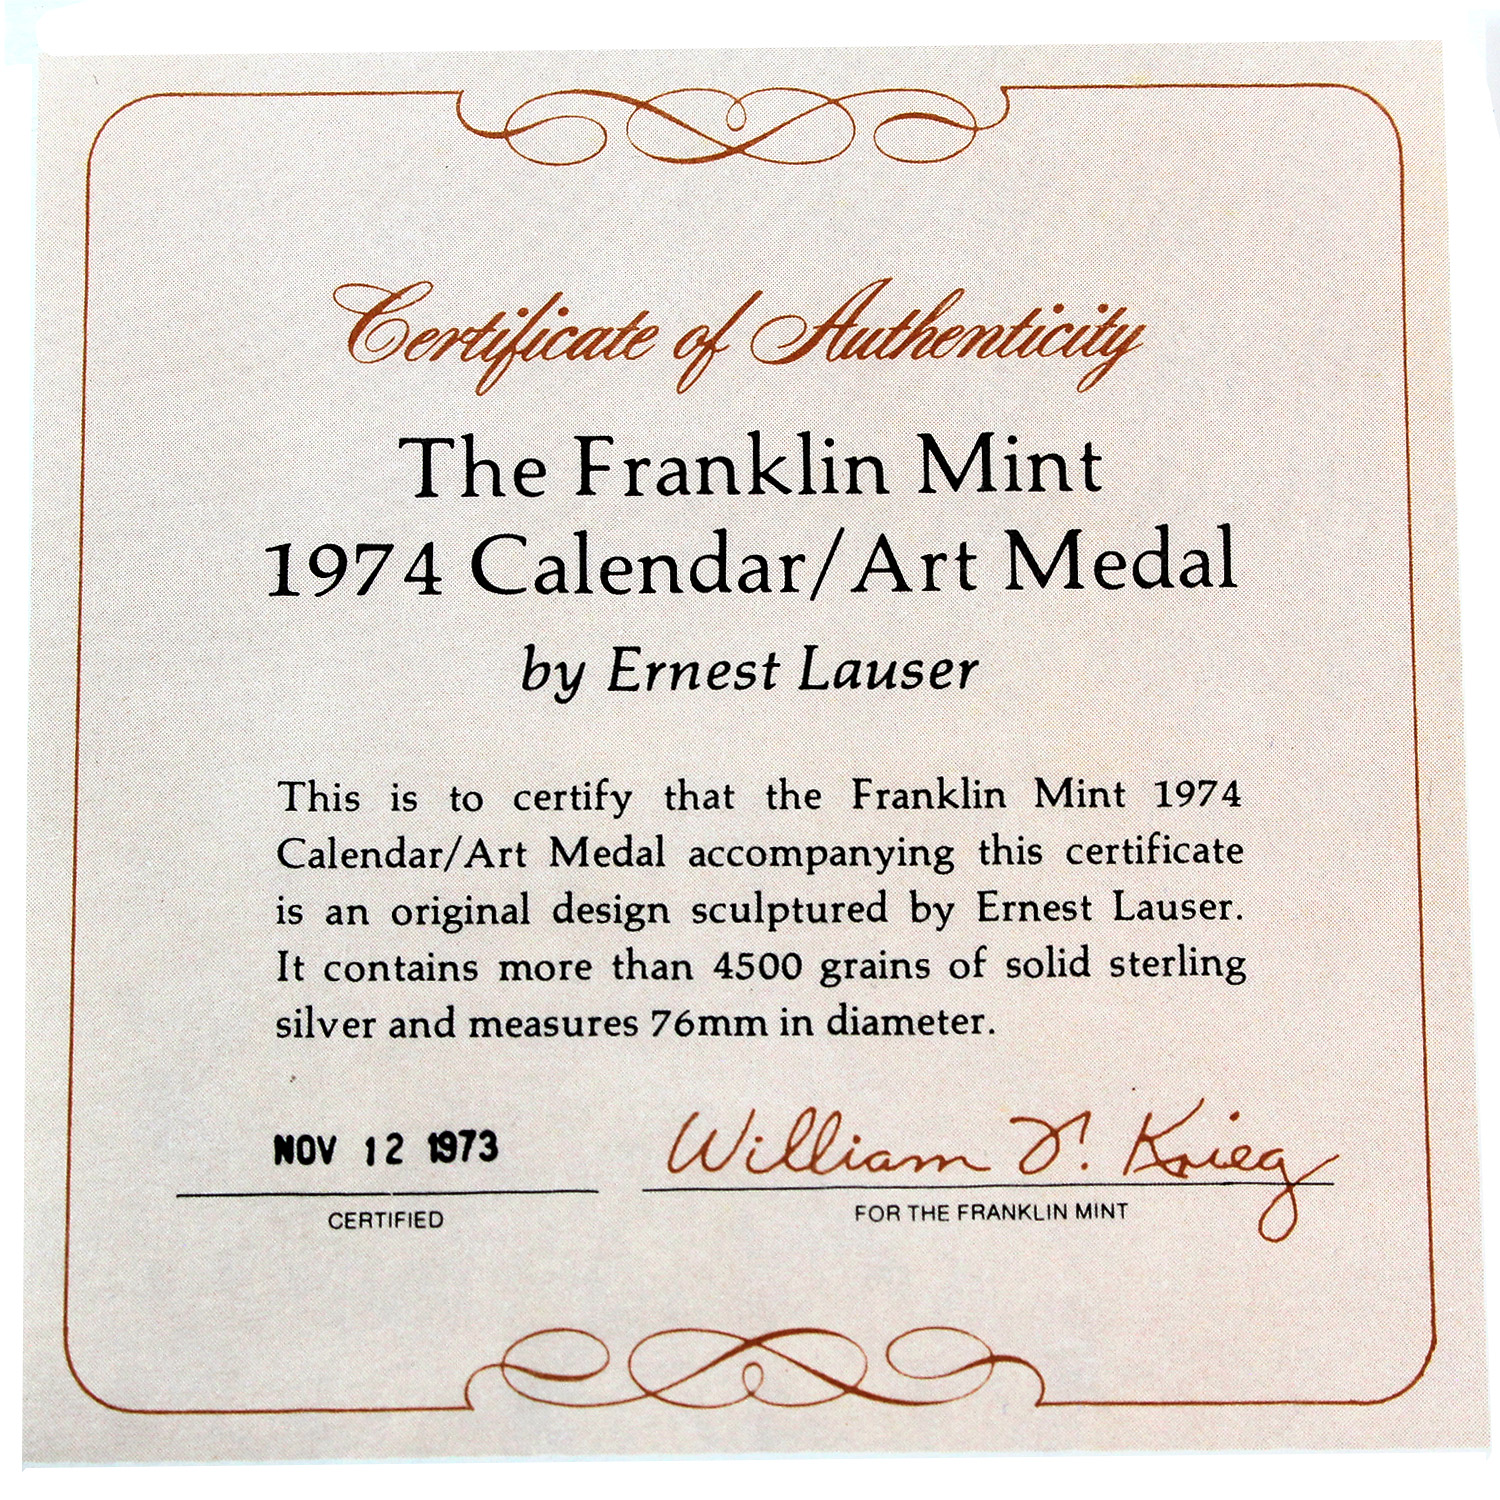 Certificate of Authenticity
The Franklin Mint
1974 Calendar/Art Medal
by Ernest Lauser
This is to certify that the Franklin Mint 1974
Calendar/Art Medal accompanying this certificate
is an original design sculptured by Ernest Lauser.
It contains more than 4500 grains of solid sterling
silver and measures 76mm in diameter.
NOV 12 1973
William T. Krieg
CERTIFIED
FOR THE FRANKLIN MINT